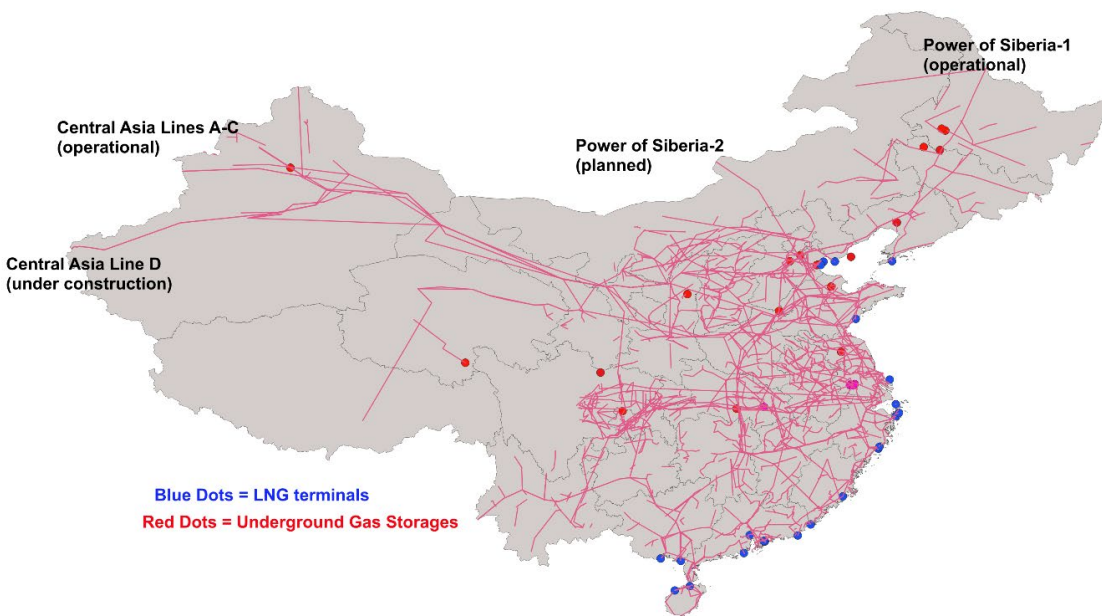 Power of Siberia-1
(operational)
Central Asia Lines A-C
(operational)
Power of Siberia-2
(planned)
Central Asia Line D
(under construction)
Blue Dots = LNG terminals
Red Dots = Underground Gas Storages